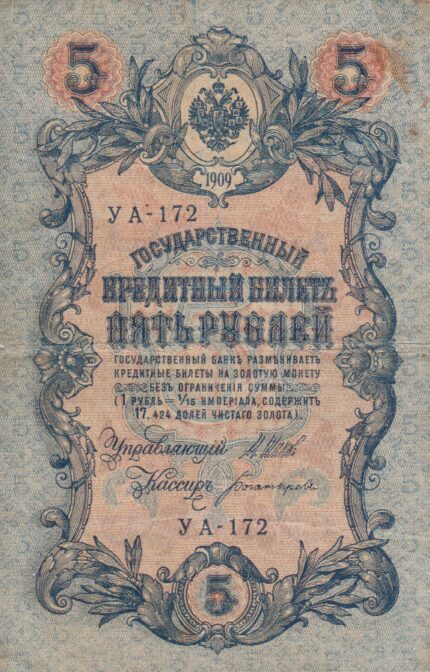 5 5
1909
УА-172
ГОСУДАРСТВЕННЫЙ
КРЕДИТНЫЙ БИЛЕТЪ
ПЯТЬ РУБЛЕЙ
ГОСУДАРСТВЕННЫЙ БАНКЪ РАЗМѢНИВАЕТЪ
КРЕДИТНЫЕ БИЛЕТЫ НА ЗОЛОТУЮ МОНЕТУ
БЕЗЪ ОГРАНИЧЕНІЯ СУММЫ
(1 РУБЛЬ = 1/15 ИМПЕРІАЛА, СОДЕРЖИТЪ
17,424 ДОЛЕЙ ЧИСТАГО ЗОЛОТА).
Управляющій
Кассиръ Богатырев
УА-172
5